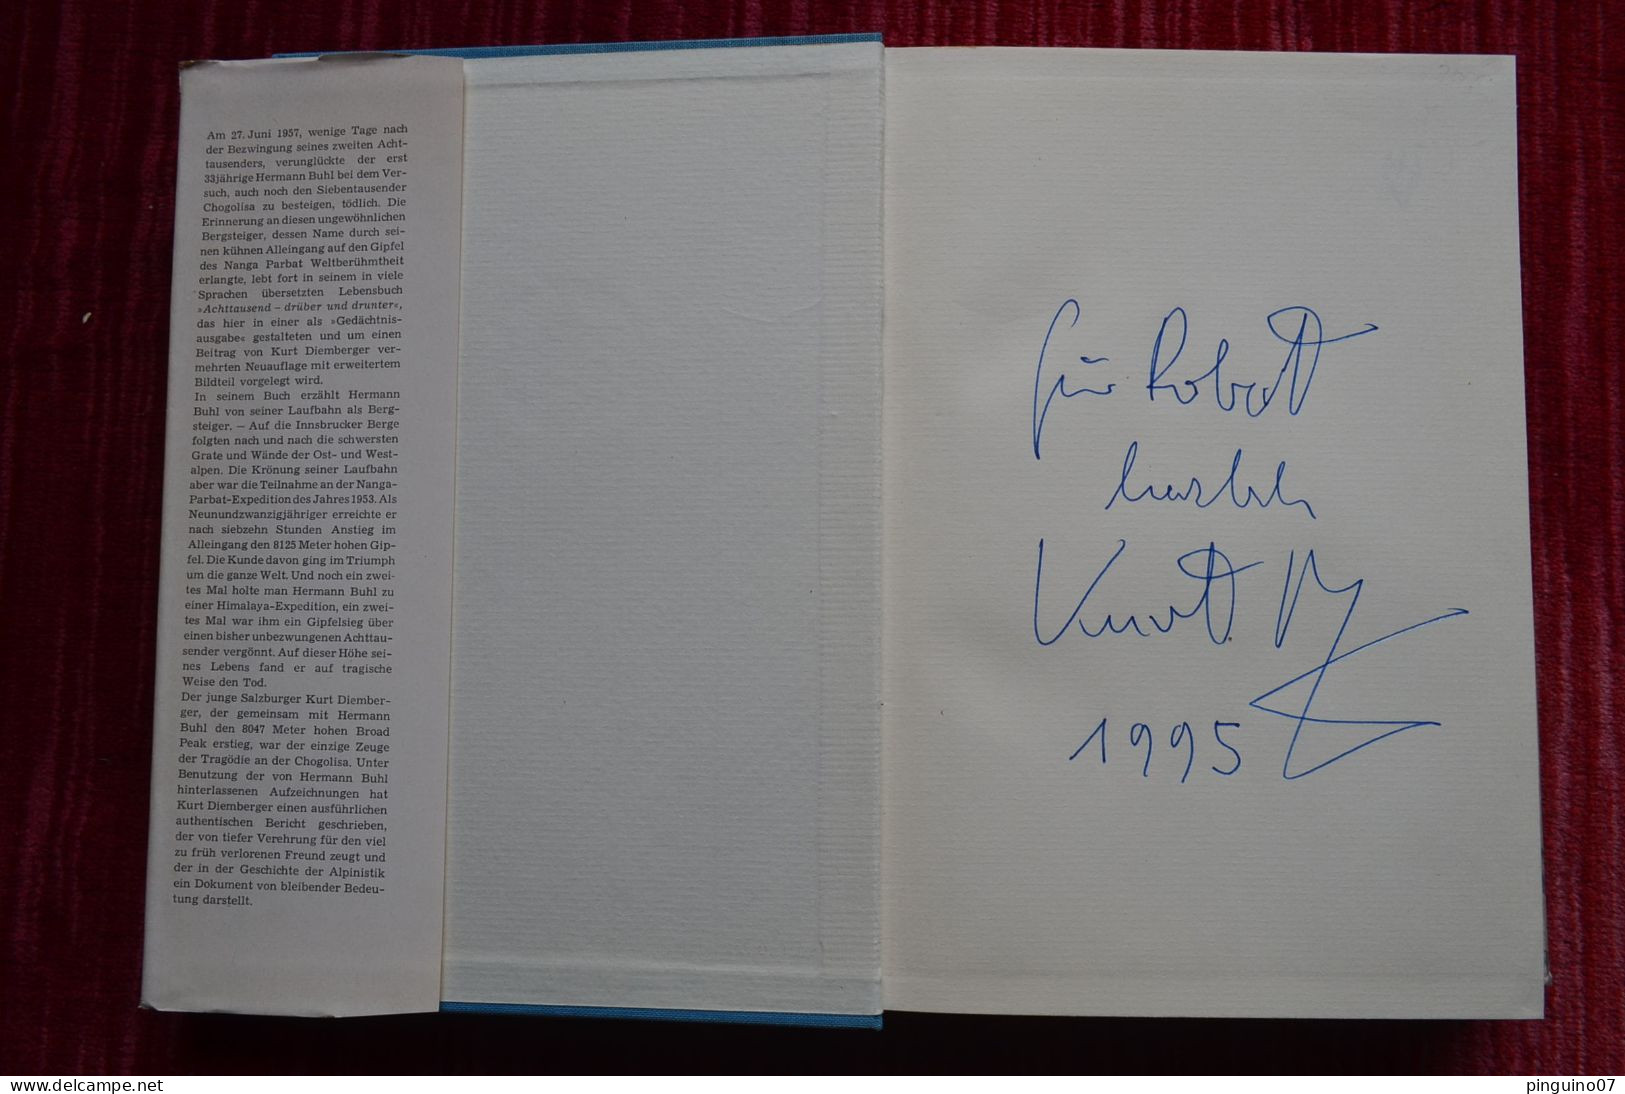 Am 27. Juni 1957, wenige Tage nach
der Bezwingung seines zweiten Acht-
tausenders, verunglückte der erst
33jährige Hermann Buhl bei dem Ver-
such, auch noch den Siebentausender
Chogolisa zu besteigen, tödlich. Die
Erinnerung an diesen ungewöhnlichen
Bergsteiger, dessen Name durch sei-
nen kühnen Alleingang auf den Gipfel
des Nanga Parbat Weltberühmtheit
erlangte, lebt fort in seinem in viele
Sprachen übersetzten Lebensbuch
»Achttausend – drüber und drunter«,
das hier in einer als »Gedächtnis-
ausgabe« gestalteten und um einen
Beitrag von Kurt Diemberger ver-
mehrten Neuauflage mit erweitertem
Bildteil vorgelegt wird.
In seinem Buch erzählt Hermann
Buhl von seiner Laufbahn als Berg-
steiger. – Auf die Innsbrucker Berge
folgten nach und nach die schwersten
Grate und Wände der Ost- und West-
alpen. Die Krönung seiner Laufbahn
aber war die Teilnahme an der Nanga-
Parbat-Expedition des Jahres 1953. Als
Neunundzwanzigjähriger erreichte er
nach siebzehn Stunden Anstieg im
Alleingang den 8125 Meter hohen Gip-
fel. Die Kunde davon ging im Triumph
um die ganze Welt. Und noch ein zwei-
tes Mal holte man Hermann Buhl zu
einer Himalaya-Expedition, ein zwei-
tes Mal war ihm ein Gipfelsieg über
einen bisher unbezwungenen Achttau-
sender vergönnt. Auf dieser Höhe sei-
nes Lebens fand er auf tragische
Weise den Tod.
Der junge Salzburger Kurt Diember-
ger, der gemeinsam mit Hermann
Buhl den 8047 Meter hohen Broad
Peak erstieg, war der einzige Zeuge
der Tragödie an der Chogolisa. Unter
Benutzung der von Hermann Buhl
hinterlassenen Aufzeichnungen hat
Kurt Diemberger einen ausführlichen
authentischen Bericht geschrieben,
der von tiefer Verehrung für den viel
zu früh verlorenen Freund zeugt und
der in der Geschichte der Alpinistik
ein Dokument von bleibender Bedeu-
tung darstellt.
für Robert
herzlich
Kurt
1995
www.delcampe.net
pinguino07